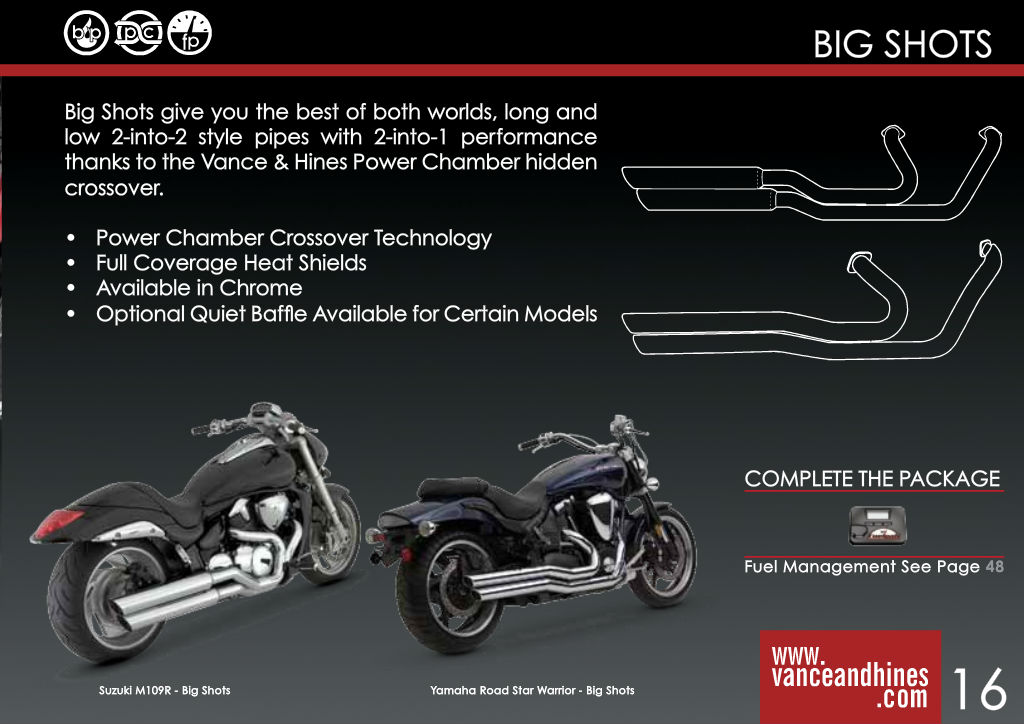 bqp
pc
fp
BIG SHOTS
Big Shots give you the best of both worlds, long and
low 2-into-2 style pipes with 2-into-1 performance
thanks to the Vance & Hines Power Chamber hidden
crossover.
• Power Chamber Crossover Technology
• Full Coverage Heat Shields
• Available in Chrome
• Optional Quiet Baffle Available for Certain Models
COMPLETE THE PACKAGE
Fuel Management See Page 48
Suzuki M109R - Big Shots
Yamaha Road Star Warrior - Big Shots
www.
vanceandhines
.com
16